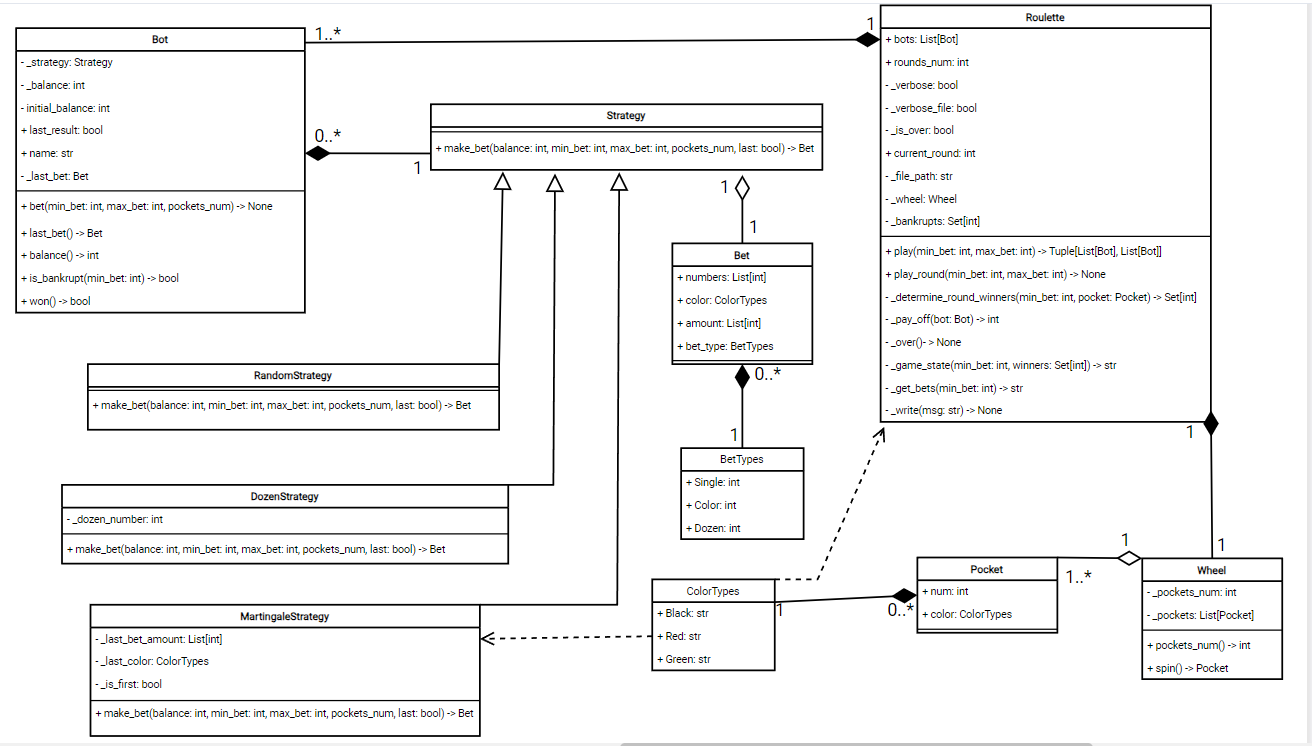 Bot
- _strategy: Strategy
- _balance: int
- initial_balance: int
+ last_result: bool
+ name: str
- _last_bet: Bet
+ bet(min_bet: int, max_bet: int, pockets_num) -> None
+ last_bet() -> Bet
+ balance() -> int
+ is_bankrupt(min_bet: int) -> bool
+ won() -> bool
1..*
1
0..*
1
Strategy
+ make_bet(balance: int, min_bet: int, max_bet: int, pockets_num, last: bool) -> Bet
1
1
Roulette
+ bots: List[Bot]
+ rounds_num: int
- _verbose: bool
- _verbose_file: bool
- _is_over: bool
+ current_round: int
- _file_path: str
- _wheel: Wheel
- _bankrupts: Set[int]
+ play(min_bet: int, max_bet: int) -> Tuple[List[Bot], List[Bot]]
+ play_round(min_bet: int, max_bet: int) -> None
- _determine_round_winners(min_bet: int, pocket: Pocket) -> Set[int]
- _pay_off(bot: Bot) -> int
- _over()- > None
- _game_state(min_bet: int, winners: Set[int]) -> str
- _get_bets(min_bet: int) -> str
- _write(msg: str) -> None
1
1
Bet
+ numbers: List[int]
+ color: ColorTypes
+ amount: List[int]
+ bet_type: BetTypes
0..*
1
BetTypes
+ Single: int
+ Color: int
+ Dozen: int
RandomStrategy
+ make_bet(balance: int, min_bet: int, max_bet: int, pockets_num, last: bool) -> Bet
DozenStrategy
- _dozen_number: int
+ make_bet(balance: int, min_bet: int, max_bet: int, pockets_num, last: bool) -> Bet
MartingaleStrategy
- _last_bet_amount: List[int]
- _last_color: ColorTypes
- _is_first: bool
+ make_bet(balance: int, min_bet: int, max_bet: int, pockets_num, last: bool) -> Bet
ColorTypes
+ Black: str
+ Red: str
+ Green: str
1
0..*
Pocket
+ num: int
+ color: ColorTypes
1..*
1
Wheel
- _pockets_num: int
- _pockets: List[Pocket]
+ pockets_num() -> int
+ spin() -> Pocket